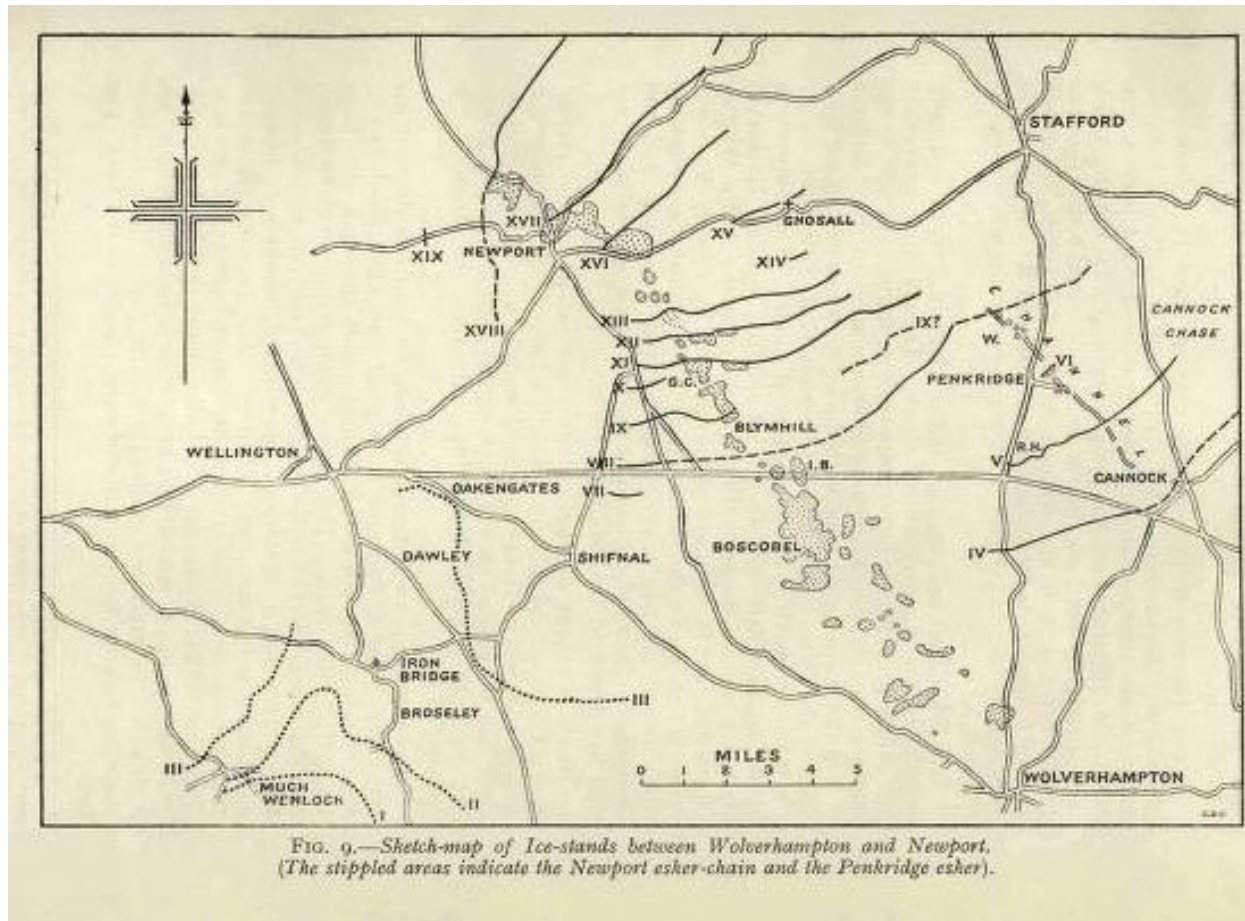 N
STAFFORD
XVII
GNOSALL
XV
NEWPORT
XIX
XVI
XIV
XIII
XVIII
XII
IX?
CANNOCK
CHASE
W.
XI
VI
PENKRIDGE
G.C.
X
IX
BLYMHILL
CHANNEL
WELLINGTON
R.H.
VIII
I.B.
V
CANNOCK
OAKENGATES
VII
BOSCOBEL
IV
DAWLEY
SHIFNAL
IRON
BRIDGE
III
BROSELEY
III
MILES
0 1 2 3 4 5
WOLVERHAMPTON
MUCH
WENLOCK
II
I
FIG. 9.—Sketch-map of Ice-stands between Wolverhampton and Newport,
(The stippled areas indicate the Newport esker-chain and the Penkridge esker).